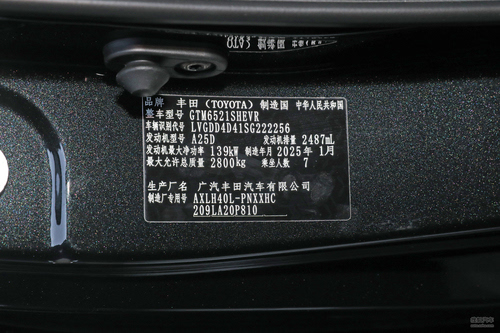 品牌 丰田 (TOYOTA) 制造国 中华人民共和国
整车型号 GTM6521SHEVR
车辆识别代号 LVGDD4D41SG222256
发动机型号 A25D 发动机排量 2487mL
发动机最大净功率 139kW 制造年月 2025年 1月
最大允许总质量 2800kg 乘坐人数 7
生产厂名 广汽丰田汽车有限公司
制造厂专用号 AXLH40L-PNXXHC
209LA20P810